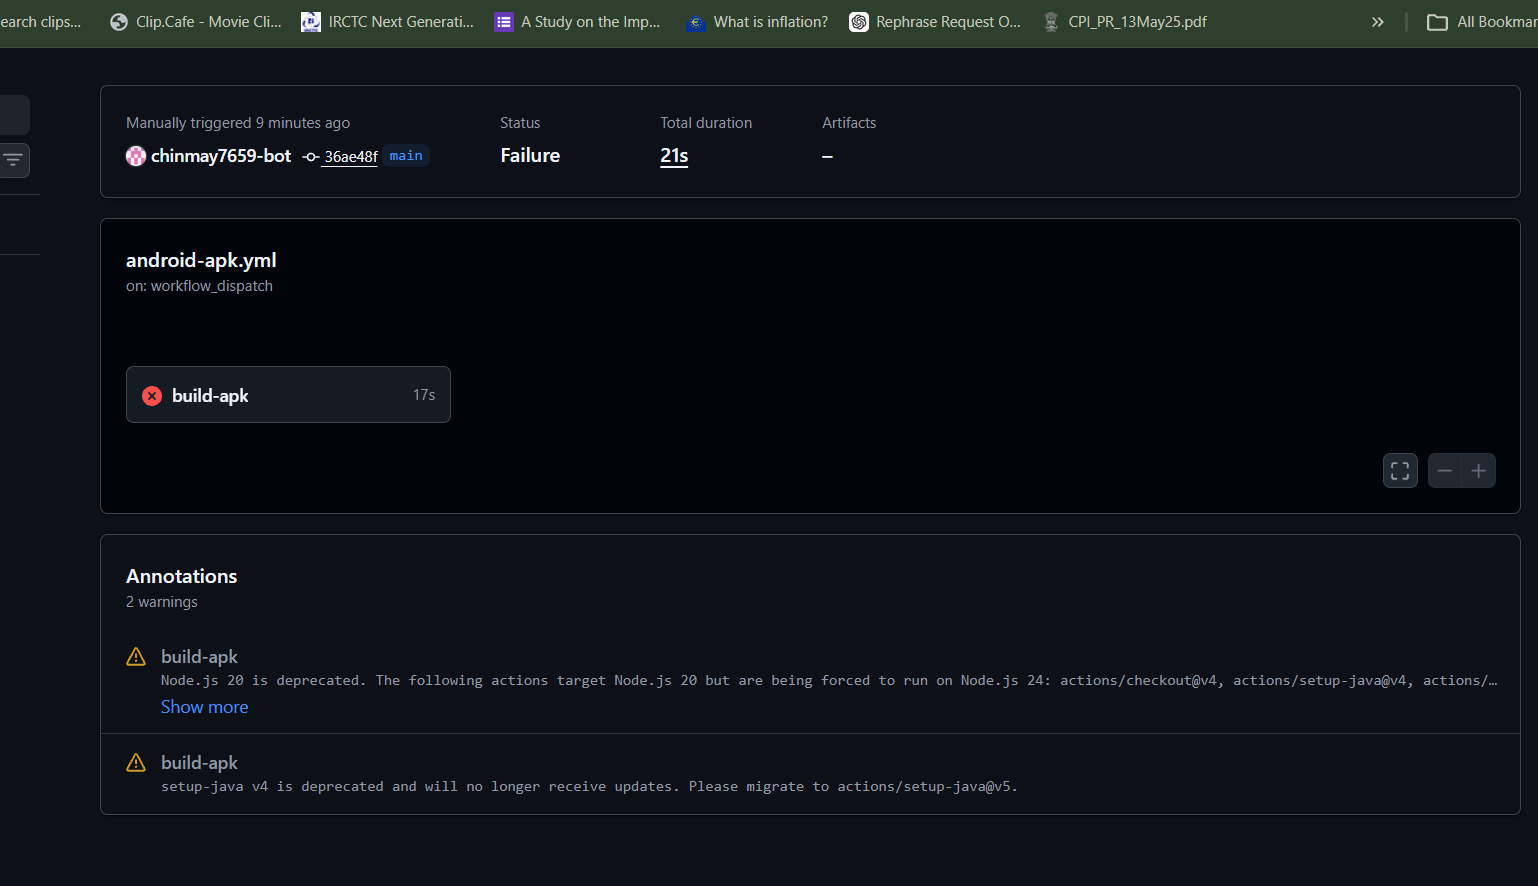 earch clips...
Clip.Cafe - Movie Cli...
IRCTC Next Generati...
A Study on the Imp...
What is inflation?
Rephrase Request O...
CPI_PR_13May25.pdf
»
All Bookmar
Manually triggered 9 minutes ago
Status
Total duration
Artifacts
chinmay7659-bot
36ae48f
main
Failure
21s
–
android-apk.yml
on: workflow_dispatch
build-apk
17s
Annotations
2 warnings
build-apk
Node.js 20 is deprecated. The following actions target Node.js 20 but are being forced to run on Node.js 24: actions/checkout@v4, actions/setup-java@v4, actions/…
Show more
build-apk
setup-java v4 is deprecated and will no longer receive updates. Please migrate to actions/setup-java@v5.